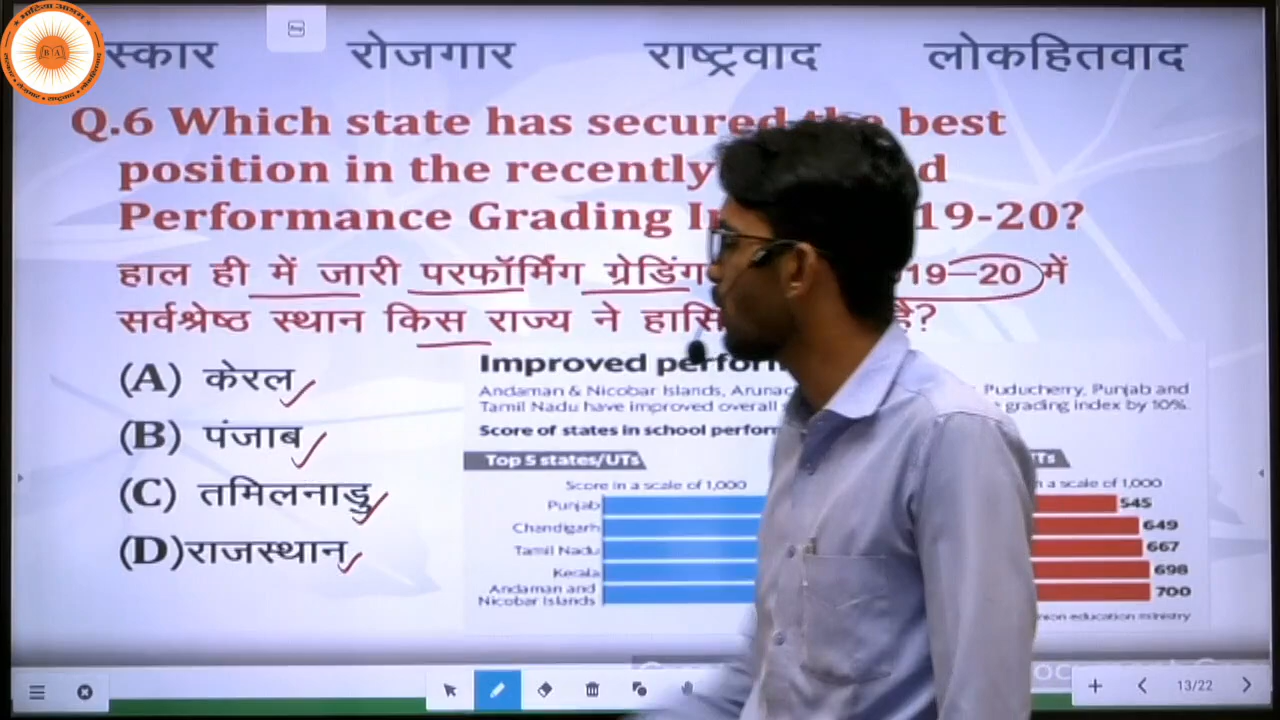 स्कार रोजगार राष्ट्रवाद लोकहितवाद
Q.6 Which state has secured the best
position in the recently
Performance Grading 19-20?
हाल ही में जारी परफॉर्मिंग ग्रेडिंग 19–20 में
सर्वश्रेष्ठ स्थान किस राज्य ने है?
(A) केरल
(B) पंजाब
(C) तमिलनाडु
(D)राजस्थान
Improved
Andaman & Nicobar Islands, Puducherry, Punjab and
Tamil Nadu have improved overall grading index by 10%.
Score of states in school
Top 5 states/UTs
Score in a scale of 1,000 a scale of 1,000
Punjab 545
Chandigarh 649
Tamil Nadu 667
Kerala 698
Andaman and
Nicobar Islands 700
education ministry
13/22